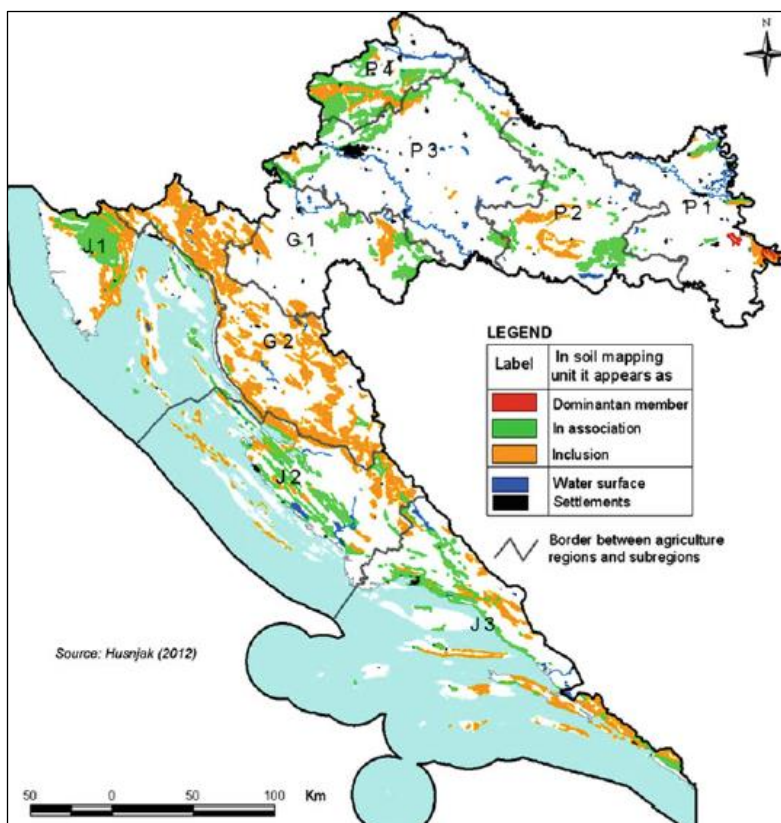 N
P 4
P 3
P 1
P 2
G 1
J 1
G 2
J 2
J 3
LEGEND
Label
In soil mapping
unit it appears as
Dominantan member
In association
Inclusion
Water surface
Settlements
Border between agriculture
regions and subregions
Source: Husnjak (2012)
50 0 50 100 Km